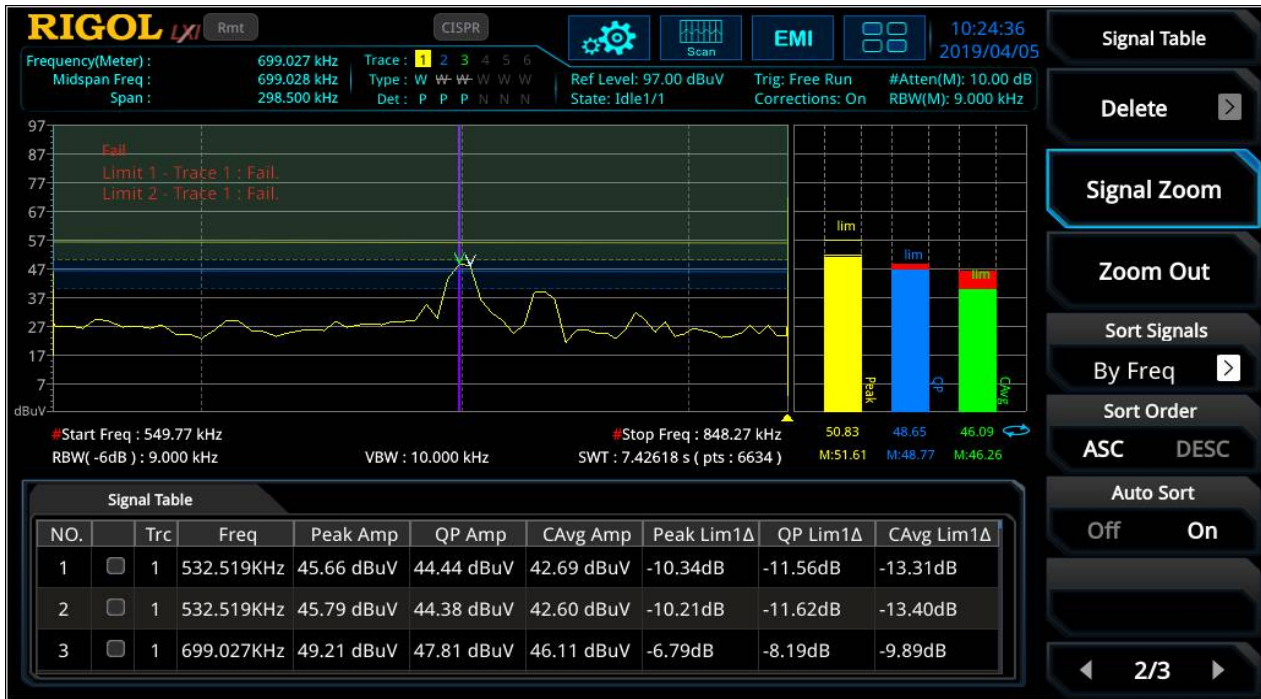 RIGOL LXI Rmt CISPR
Scan
EMI
10:24:36
2019/04/05
Frequency(Meter) : 699.027 kHz
Midspan Freq : 699.028 kHz
Span : 298.500 kHz
Trace : 1 2 3 4 5 6
Type : W W W W W W
Det : P P P N N N
Ref Level: 97.00 dBuV
State: Idle1/1
Trig: Free Run
Corrections: On
#Atten(M): 10.00 dB
RBW(M): 9.000 kHz
97
87
77
67
57
47
37
27
17
7
dBuV
Fail
Limit 1 - Trace 1 : Fail.
Limit 2 - Trace 1 : Fail.
lim
lim
lim
Peak
QP
CAvg
#Start Freq : 549.77 kHz
#Stop Freq : 848.27 kHz
RBW( -6dB ) : 9.000 kHz
VBW : 10.000 kHz
SWT : 7.42618 s ( pts : 6634 )
50.83 48.65 46.09
M:51.61 M:48.77 M:46.26
Signal Table
NO. Trc Freq Peak Amp QP Amp CAvg Amp Peak Lim1Δ QP Lim1Δ CAvg Lim1Δ
1 1 532.519KHz 45.66 dBuV 44.44 dBuV 42.69 dBuV -10.34dB -11.56dB -13.31dB
2 1 532.519KHz 45.79 dBuV 44.38 dBuV 42.60 dBuV -10.21dB -11.62dB -13.40dB
3 1 699.027KHz 49.21 dBuV 47.81 dBuV 46.11 dBuV -6.79dB -8.19dB -9.89dB
Signal Table
Delete
Signal Zoom
Zoom Out
Sort Signals
By Freq
Sort Order
ASC DESC
Auto Sort
Off On
2/3